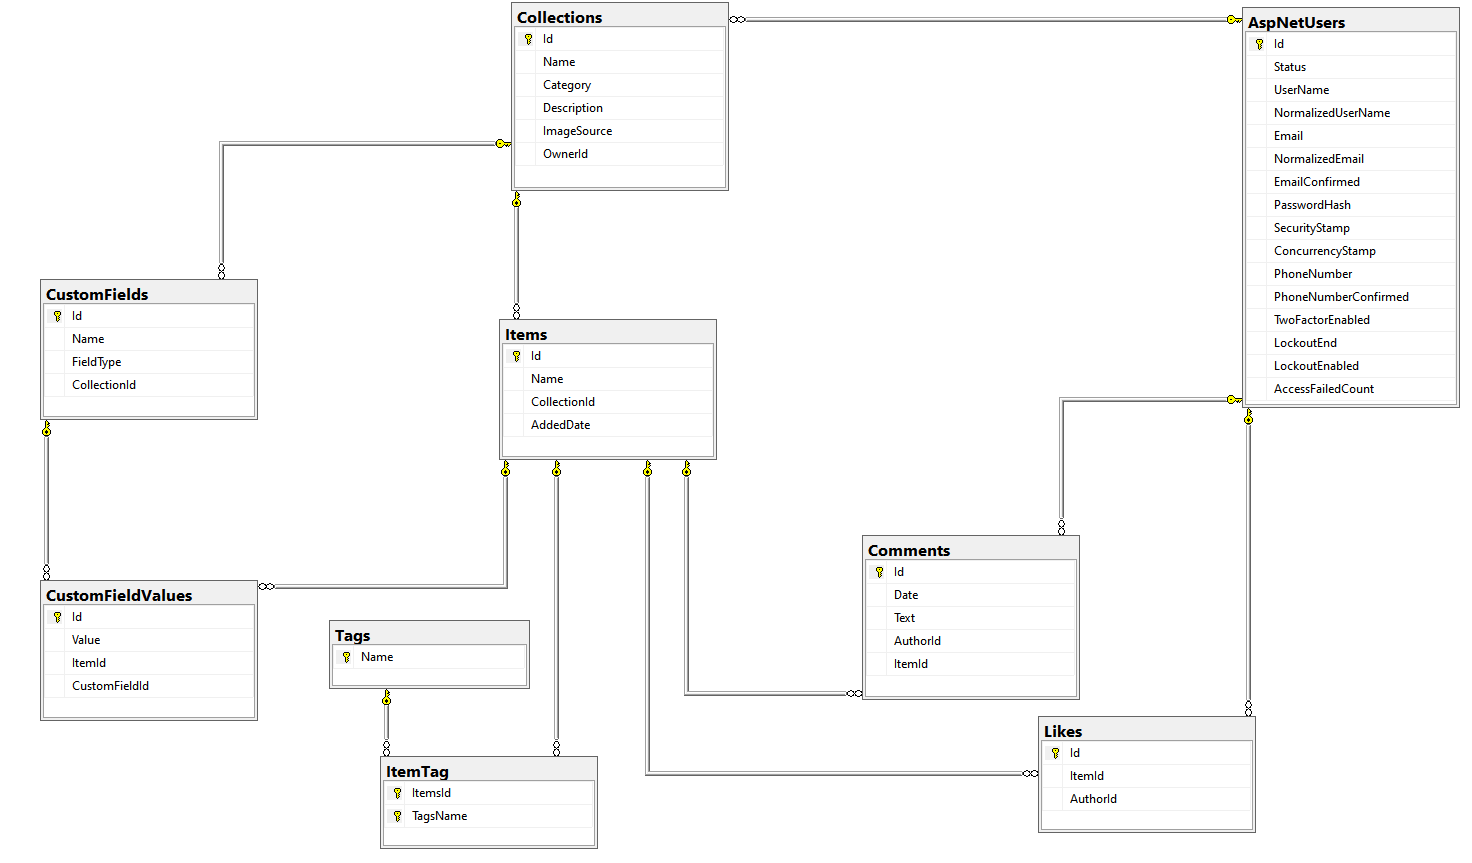 Collections
Id
Name
Category
Description
ImageSource
OwnerId
AspNetUsers
Id
Status
UserName
NormalizedUserName
Email
NormalizedEmail
EmailConfirmed
PasswordHash
SecurityStamp
ConcurrencyStamp
PhoneNumber
PhoneNumberConfirmed
TwoFactorEnabled
LockoutEnd
LockoutEnabled
AccessFailedCount
CustomFields
Id
Name
FieldType
CollectionId
Items
Id
Name
CollectionId
AddedDate
CustomFieldValues
Id
Value
ItemId
CustomFieldId
Tags
Name
ItemTag
ItemsId
TagsName
Comments
Id
Date
Text
AuthorId
ItemId
Likes
Id
ItemId
AuthorId